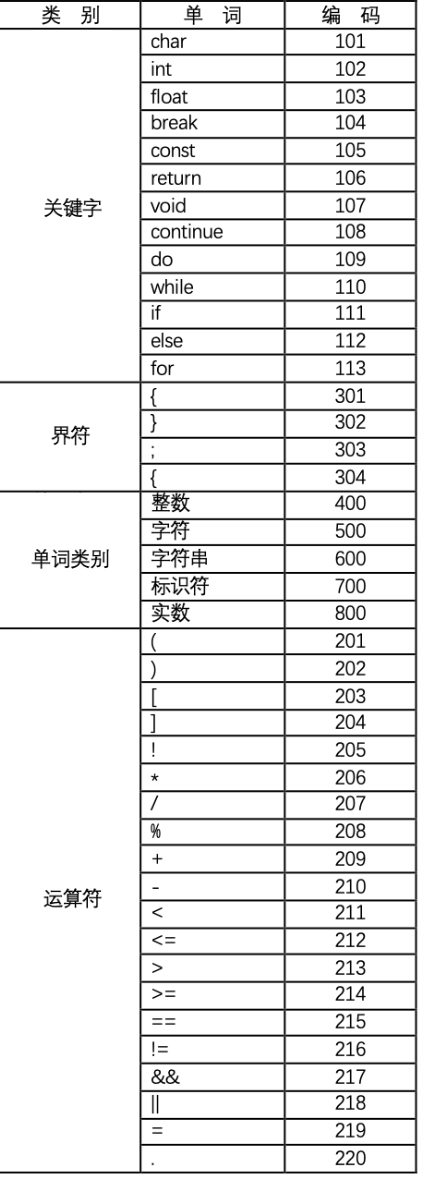 类 别 单 词 编 码
char 101
int 102
float 103
break 104
const 105
return 106
关键字 void 107
continue 108
do 109
while 110
if 111
else 112
for 113
{ 301
界符 } 302
; 303
{ 304
整数 400
字符 500
单词类别 字符串 600
标识符 700
实数 800
( 201
) 202
[ 203
] 204
! 205
* 206
/ 207
% 208
+ 209
运算符 - 210
< 211
<= 212
> 213
>= 214
== 215
!= 216
&& 217
|| 218
= 219
. 220